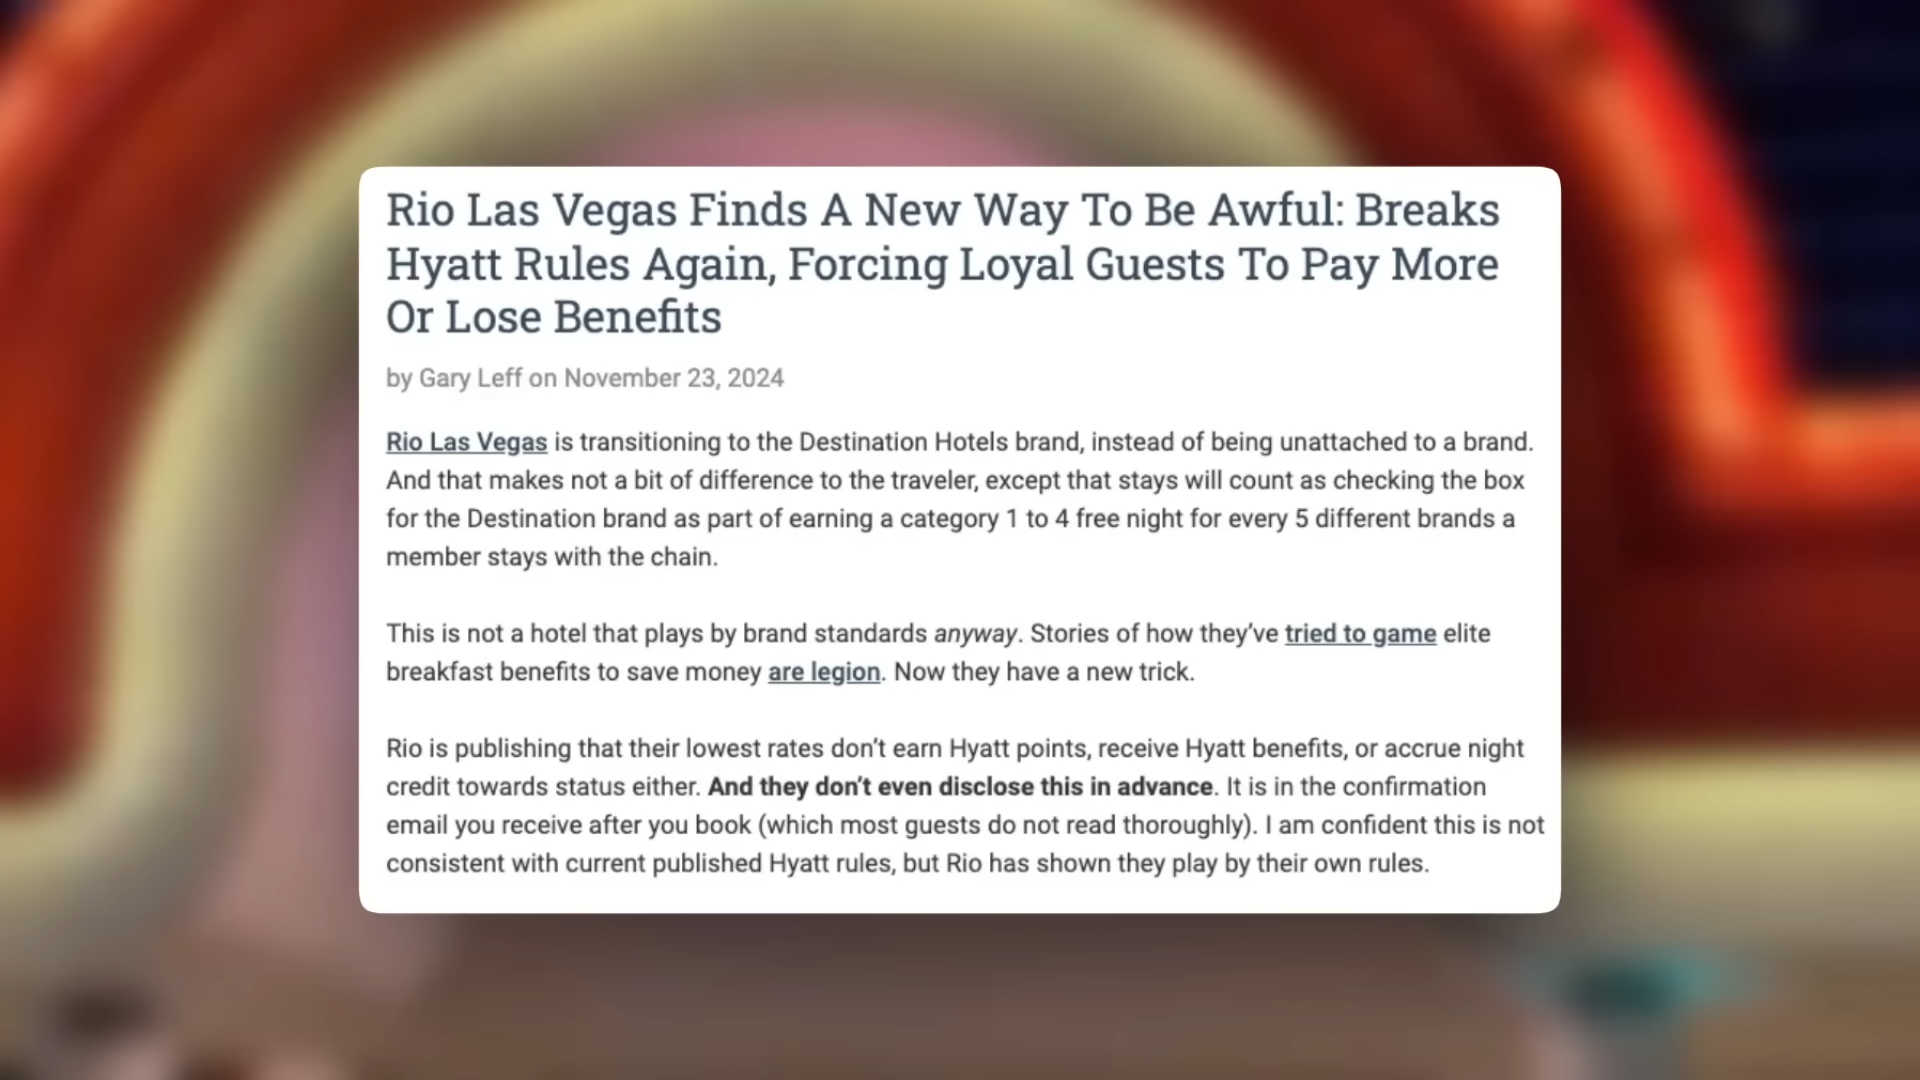 Rio Las Vegas Finds A New Way To Be Awful: Breaks
Hyatt Rules Again, Forcing Loyal Guests To Pay More
Or Lose Benefits
by Gary Leff on November 23, 2024
Rio Las Vegas is transitioning to the Destination Hotels brand, instead of being unattached to a brand.
And that makes not a bit of difference to the traveler, except that stays will count as checking the box
for the Destination brand as part of earning a category 1 to 4 free night for every 5 different brands a
member stays with the chain.
This is not a hotel that plays by brand standards anyway. Stories of how they’ve tried to game elite
breakfast benefits to save money are legion. Now they have a new trick.
Rio is publishing that their lowest rates don’t earn Hyatt points, receive Hyatt benefits, or accrue night
credit towards status either. And they don’t even disclose this in advance. It is in the confirmation
email you receive after you book (which most guests do not read thoroughly). I am confident this is not
consistent with current published Hyatt rules, but Rio has shown they play by their own rules.